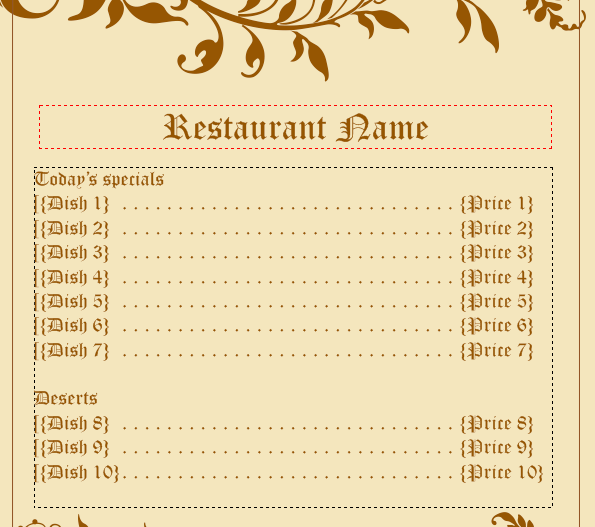 Restaurant Name
Today's specials
{Dish 1} . . . . . . . . . . . . . . . . . . . . . . . . . . . . . . . . . . . . . . {Price 1}
{Dish 2} . . . . . . . . . . . . . . . . . . . . . . . . . . . . . . . . . . . . . . {Price 2}
{Dish 3} . . . . . . . . . . . . . . . . . . . . . . . . . . . . . . . . . . . . . . {Price 3}
{Dish 4} . . . . . . . . . . . . . . . . . . . . . . . . . . . . . . . . . . . . . . {Price 4}
{Dish 5} . . . . . . . . . . . . . . . . . . . . . . . . . . . . . . . . . . . . . . {Price 5}
{Dish 6} . . . . . . . . . . . . . . . . . . . . . . . . . . . . . . . . . . . . . . {Price 6}
{Dish 7} . . . . . . . . . . . . . . . . . . . . . . . . . . . . . . . . . . . . . . {Price 7}
Deserts
{Dish 8} . . . . . . . . . . . . . . . . . . . . . . . . . . . . . . . . . . . . . . {Price 8}
{Dish 9} . . . . . . . . . . . . . . . . . . . . . . . . . . . . . . . . . . . . . . {Price 9}
{Dish 10} . . . . . . . . . . . . . . . . . . . . . . . . . . . . . . . . . . . . . . {Price 10}